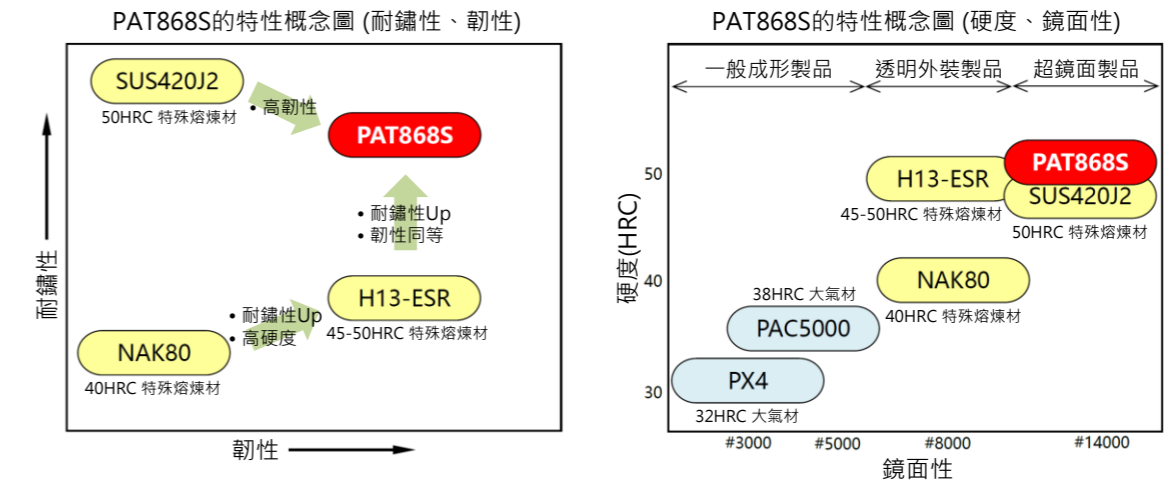 PAT868S的特性概念圖 (耐鏽性、韌性)
SUS420J2
50HRC 特殊熔煉材
• 高韌性
PAT868S
• 耐鏽性Up
• 韌性同等
H13-ESR
45-50HRC 特殊熔煉材
• 耐鏽性Up
• 高硬度
NAK80
40HRC 特殊熔煉材
耐鏽性
韌性
PAT868S的特性概念圖 (硬度、鏡面性)
一般成形製品
透明外裝製品
超鏡面製品
PAT868S
H13-ESR
SUS420J2
45-50HRC 特殊熔煉材
50HRC 特殊熔煉材
NAK80
40HRC 特殊熔煉材
38HRC 大氣材
PAC5000
PX4
32HRC 大氣材
50
40
30
硬度(HRC)
#3000
#5000
#8000
#14000
鏡面性